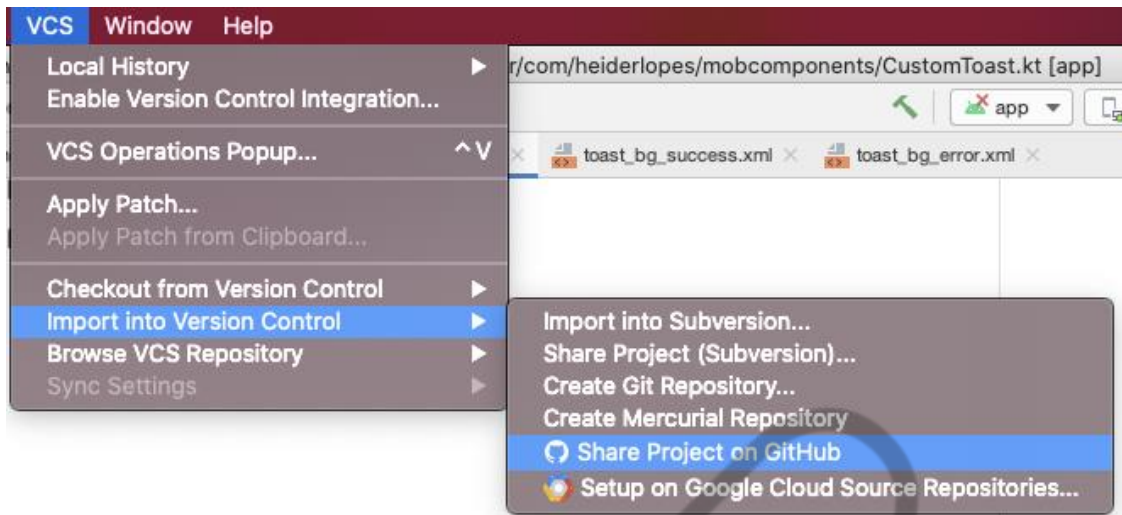 VCS Window Help
Local History
r/com/heiderlopes/mobcomponents/CustomToast.kt [app]
Enable Version Control Integration...
app
VCS Operations Popup... ^V
toast_bg_success.xml toast_bg_error.xml
Apply Patch...
Apply Patch from Clipboard...
Checkout from Version Control
Import into Version Control
Browse VCS Repository
Sync Settings
Import into Subversion...
Share Project (Subversion)...
Create Git Repository...
Create Mercurial Repository
Share Project on GitHub
Setup on Google Cloud Source Repositories...